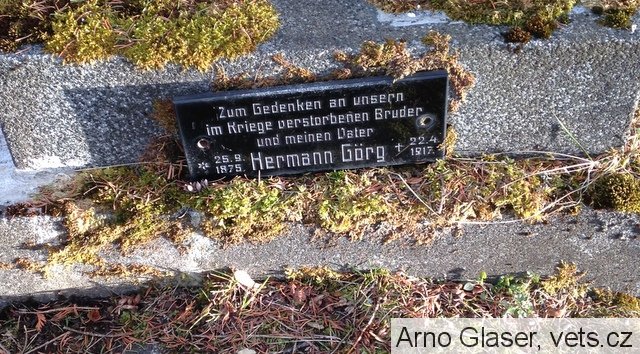 Zum Gedenken an unsern
im Kriege verstorbenen Bruder
und meinen Vater
* 25.9. 1875. Hermann Görg + 22.4. 1917.
Arno Glaser, vets.cz